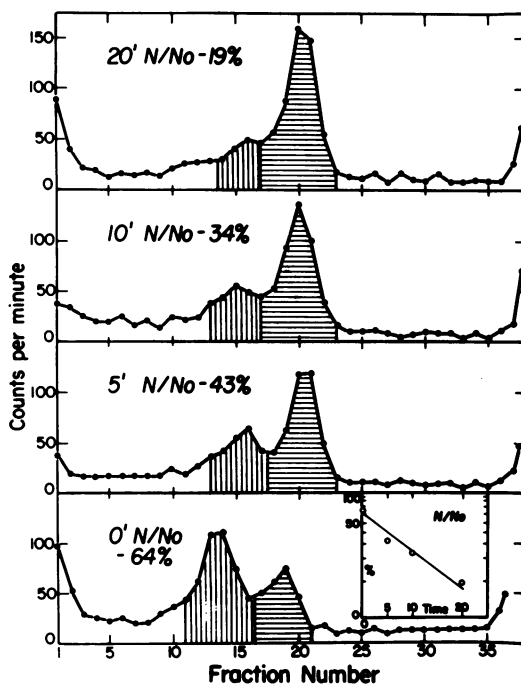 150
100
50
0
20' N/No-19%
100
50
0
10' N/No-34%
Counts per minute
100
50
0
5' N/No-43%
100
50
0
0' N/No
-64%
100
50
N/No
%
0
5 10 Time 20
1 5 10 15 20 25 30 35
Fraction Number